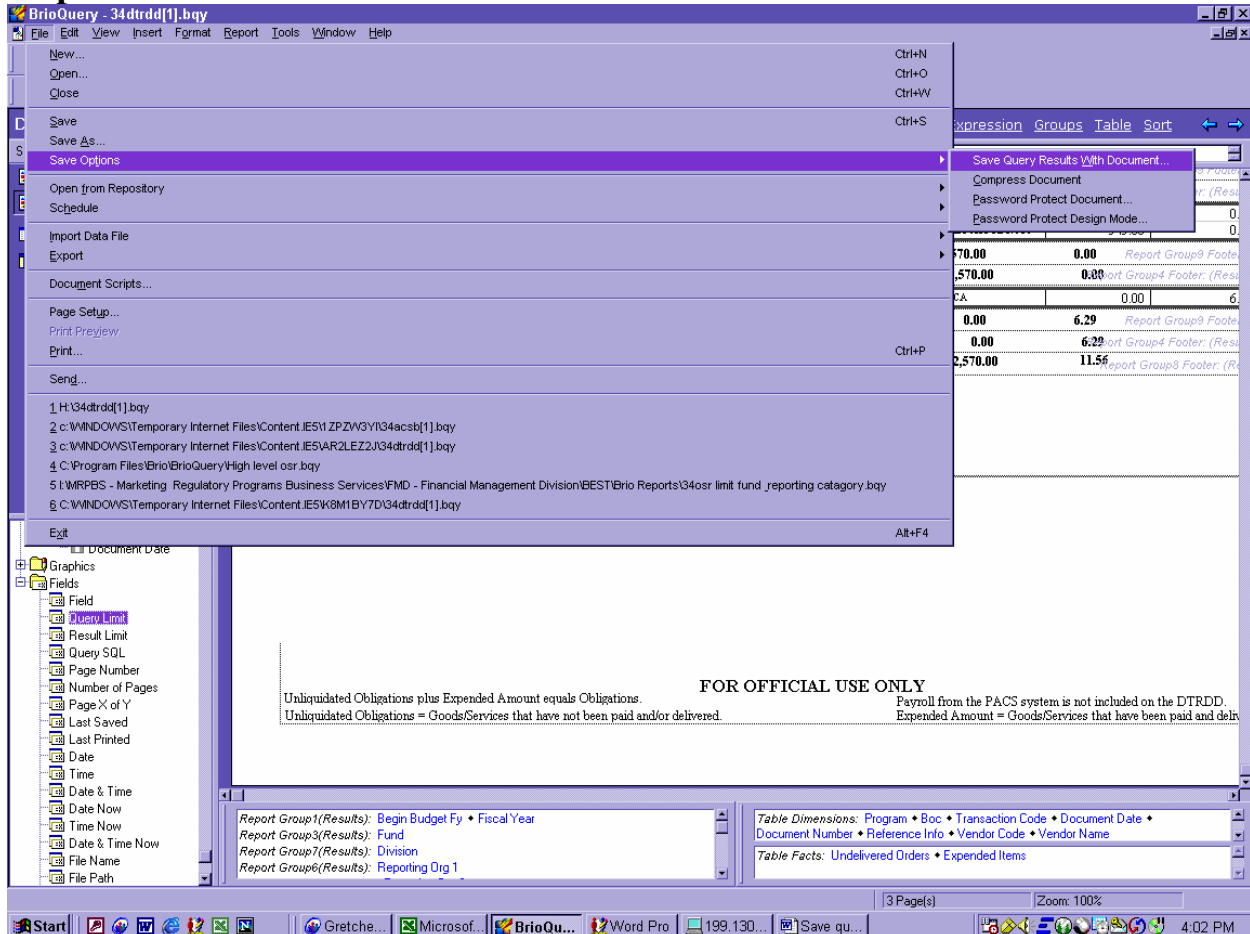 BrioQuery - 34dtrdd[1].bqy
File Edit View Insert Format Report Tools Window Help
New... Ctrl+N
Open... Ctrl+O
Close Ctrl+W
Save Ctrl+S
Save As...
Save Options
Open from Repository
Schedule
Import Data File
Export
Document Scripts...
Page Setup...
Print Preview
Print... Ctrl+P
Send...
1 H:\34dtrdd[1].bqy
2 c:\WINDOWS\Temporary Internet Files\Content.IE5\1ZPZWV3YI\34acsb[1].bqy
3 c:\WINDOWS\Temporary Internet Files\Content.IE5\AR2LEZ2J\34dtrdd[1].bqy
4 C:\Program Files\Brio\BrioQuery\High level osr.bqy
5 I:\MRPBS - Marketing Regulatory Programs Business Services\FMD - Financial Management Division\BEST\Brio Reports\34osr limit fund _reporting catagory.bqy
6 C:\WINDOWS\Temporary Internet Files\Content.IE5\K8M1BY7D\34dtrdd[1].bqy
Exit Alt+F4
Save Query Results With Document...
Compress Document
Password Protect Document...
Password Protect Design Mode...
xpression Groups Table Sort
570.00 0.00 Report Group9 Foote
,570.00 0.00 port Group4 Footer: (Resu
CA 0.00 6.
0.00 6.29 Report Group9 Foote
0.00 6.29 port Group4 Footer: (Resu
2,570.00 11.56 Report Group8 Footer: (Re
Document Date
Graphics
Fields
Field
Query Limit
Result Limit
Query SQL
Page Number
Number of Pages
Page X of Y
Last Saved
Last Printed
Date
Time
Date & Time
Date Now
Time Now
Date & Time Now
File Name
File Path
FOR OFFICIAL USE ONLY
Unliquidated Obligations plus Expended Amount equals Obligations.
Unliquidated Obligations = Goods/Services that have not been paid and/or delivered.
Payroll from the PACS system is not included on the DTRDD.
Expended Amount = Goods/Services that have been paid and deliv
Report Group1(Results): Begin Budget Fy ♦ Fiscal Year
Report Group3(Results): Fund
Report Group7(Results): Division
Report Group6(Results): Reporting Org 1
Table Dimensions: Program ♦ Boc ♦ Transaction Code ♦ Document Date ♦
Document Number ♦ Reference Info ♦ Vendor Code ♦ Vendor Name
Table Facts: Undelivered Orders ♦ Expended Items
3 Page(s) Zoom: 100%
Start Gretche... Microsof... BrioQu... Word Pro 199.130... Save qu... 4:02 PM